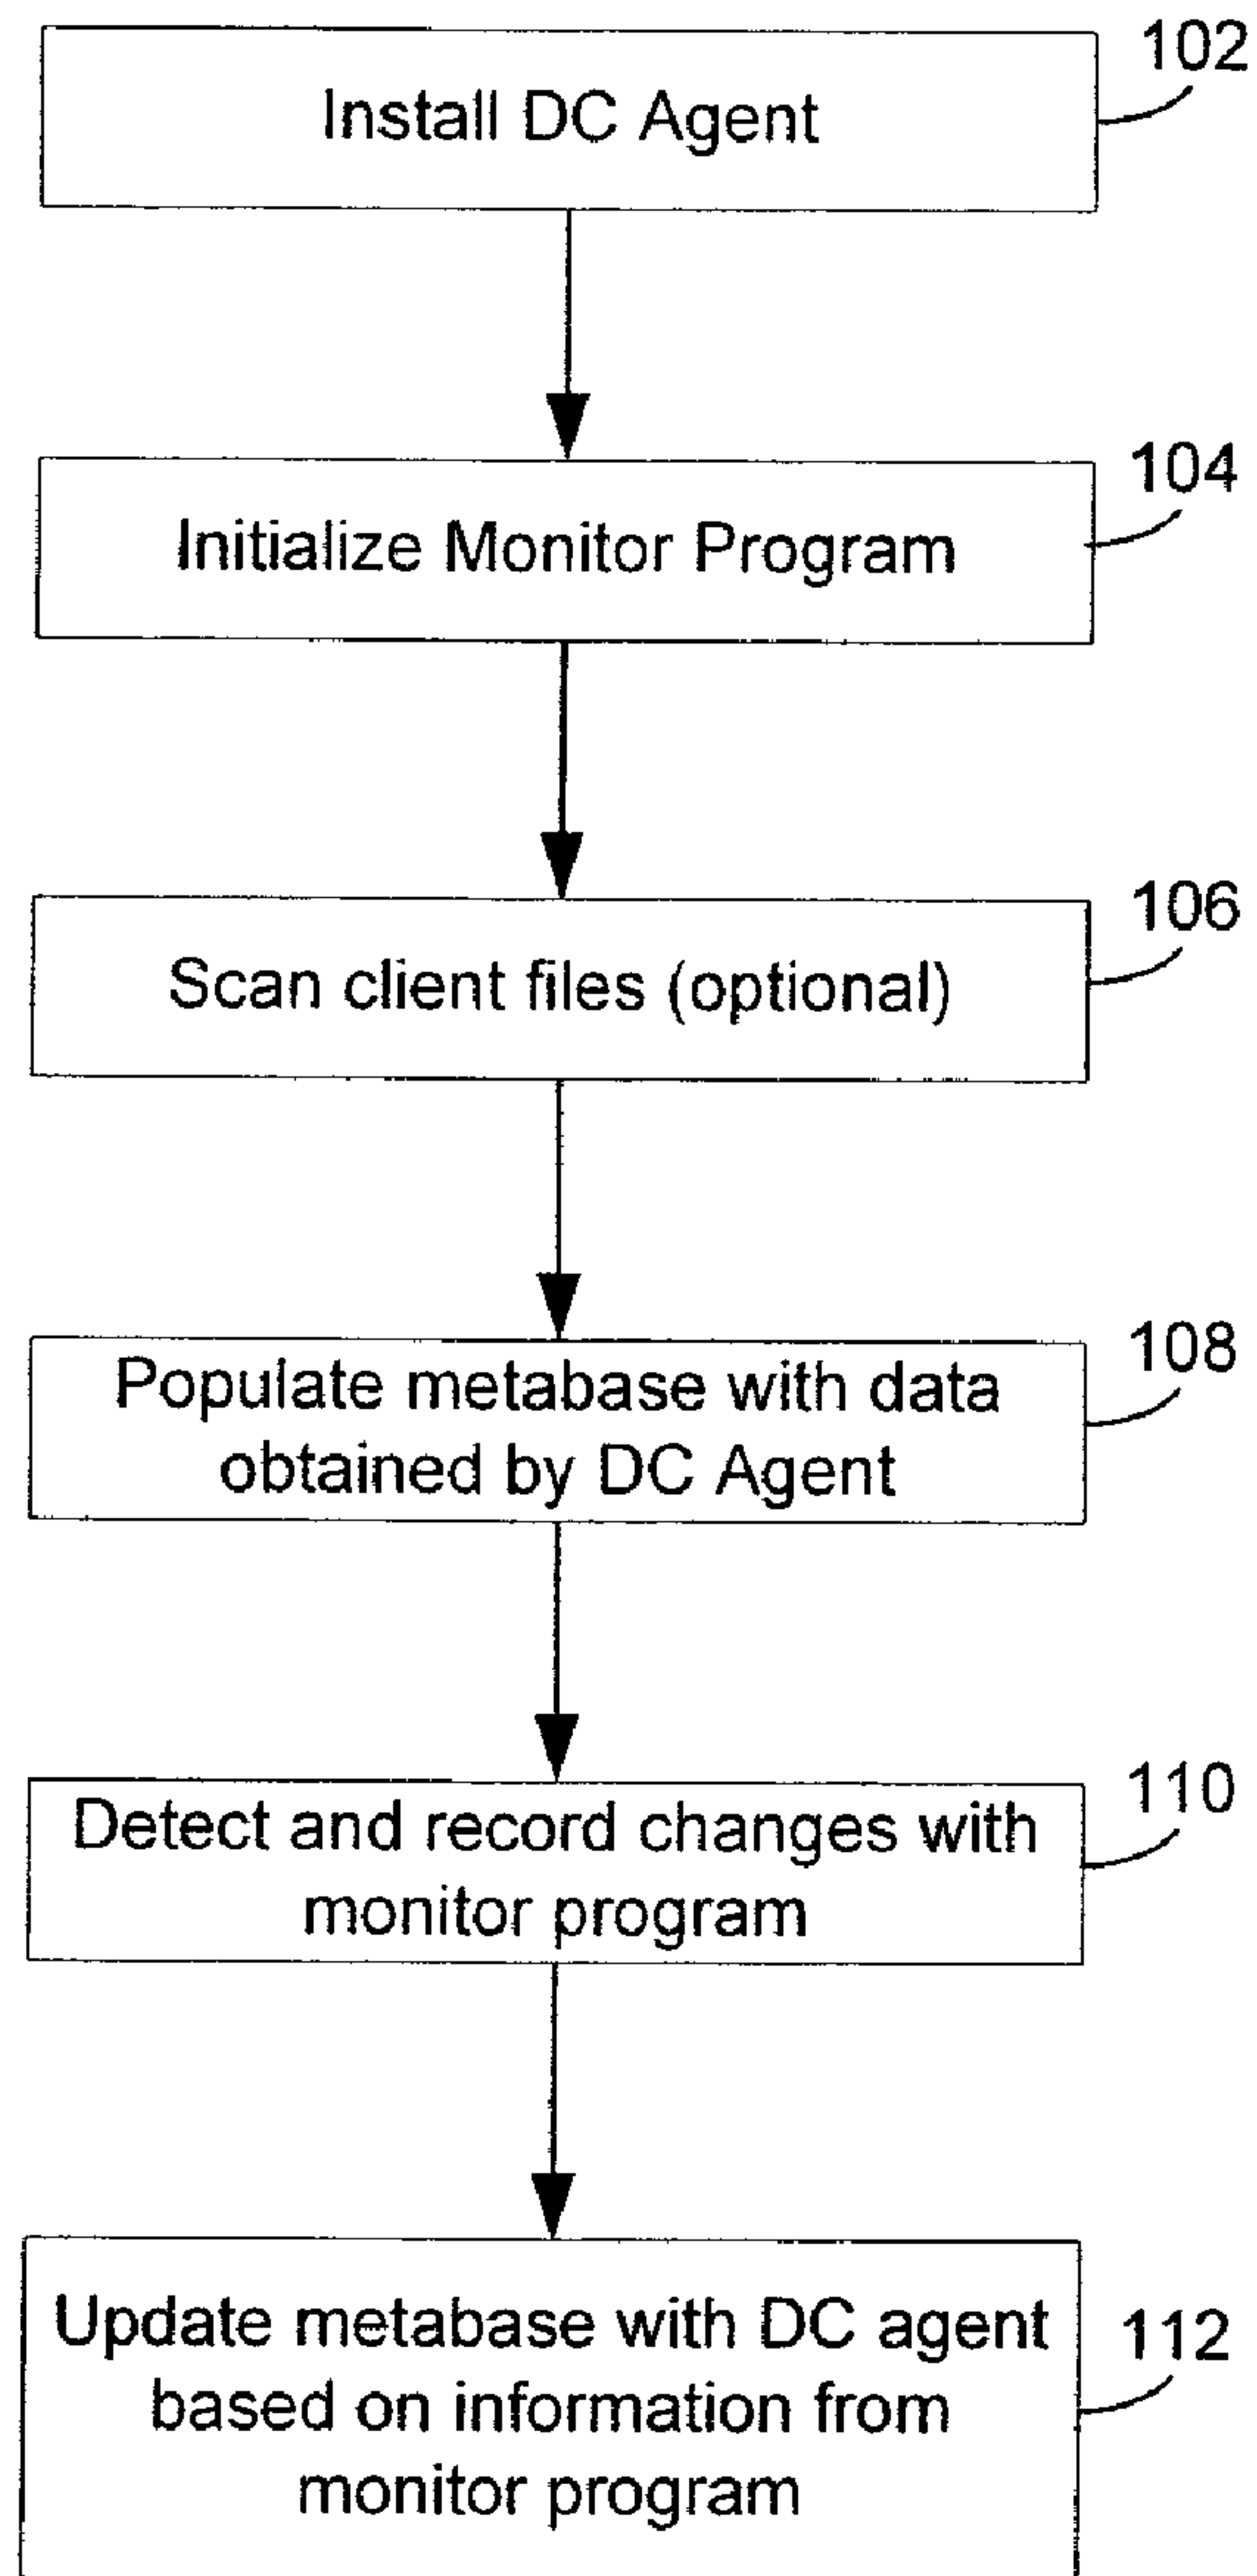 102
Install DC Agent
104
Initialize Monitor Program
106
Scan client files (optional)
108
Populate metabase with data
obtained by DC Agent
110
Detect and record changes with
monitor program
112
Update metabase with DC agent
based on information from
monitor program